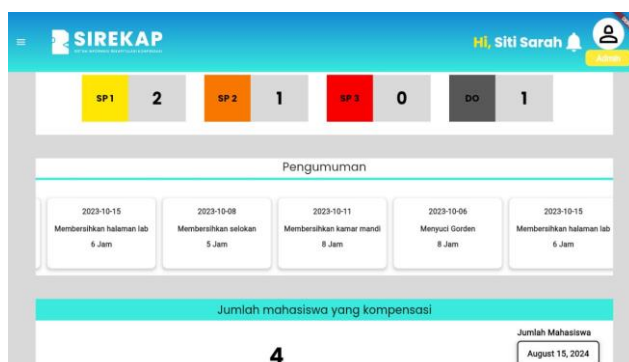 SIREKAP
Hi, Siti Sarah
Admin
SP 1
2
SP 2
1
SP 3
0
DO
1
Pengumuman
2023-10-15
Membersihkan halaman lab
6 Jam
2023-10-08
Membersihkan selokan
5 Jam
2023-10-11
Membersihkan kamar mandi
8 Jam
2023-10-06
Menyuci Gorden
8 Jam
2023-10-15
Membersihkan halaman lab
6 Jam
Jumlah mahasiswa yang kompensasi
4
Jumlah Mahasiswa
August 15, 2024